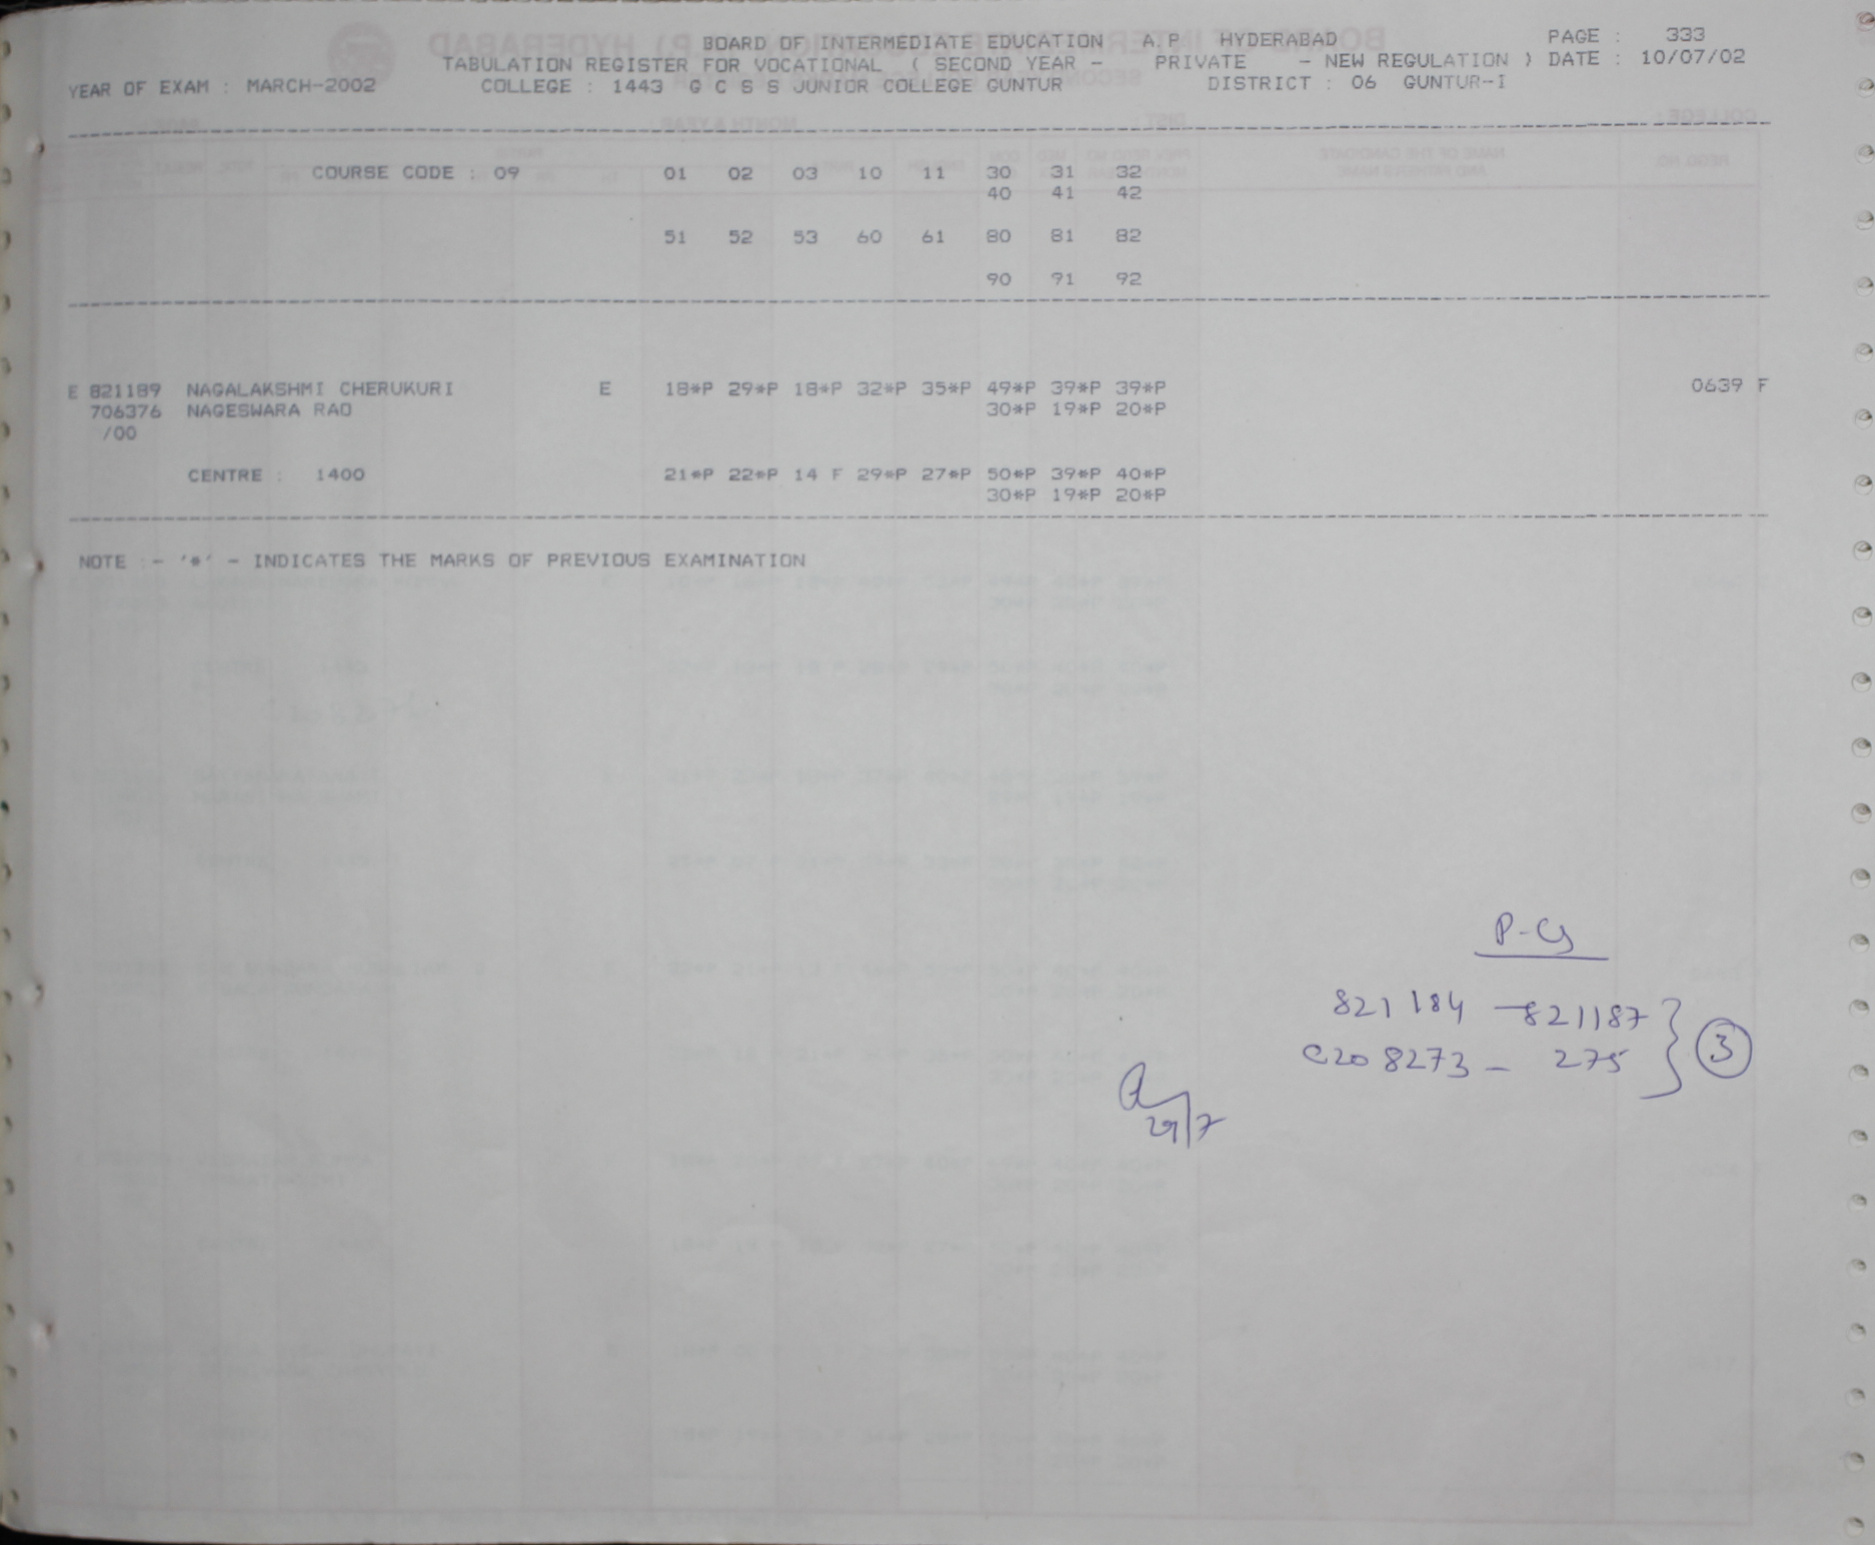 BOARD OF INTERMEDIATE EDUCATION A.P HYDERABAD PAGE : 333
TABULATION REGISTER FOR VOCATIONAL ( SECOND YEAR - PRIVATE - NEW REGULATION ) DATE : 10/07/02
YEAR OF EXAM : MARCH-2002 COLLEGE : 1443 G C S S JUNIOR COLLEGE GUNTUR DISTRICT : 06 GUNTUR-I
COURSE CODE : 09 01 02 03 10 11 30 31 32
40 41 42
51 52 53 60 61 80 81 82
90 91 92
E 821189 NAGALAKSHMI CHERUKURI E 18*P 29*P 18*P 32*P 35*P 49*P 39*P 39*P 0639 F
706376 NAGESWARA RAO 30*P 19*P 20*P
/00
CENTRE : 1400 21*P 22*P 14 F 29*P 27*P 50*P 39*P 40*P
30*P 19*P 20*P
NOTE :- '*' - INDICATES THE MARKS OF PREVIOUS EXAMINATION
821184 - 821187
C208273 - 275
3